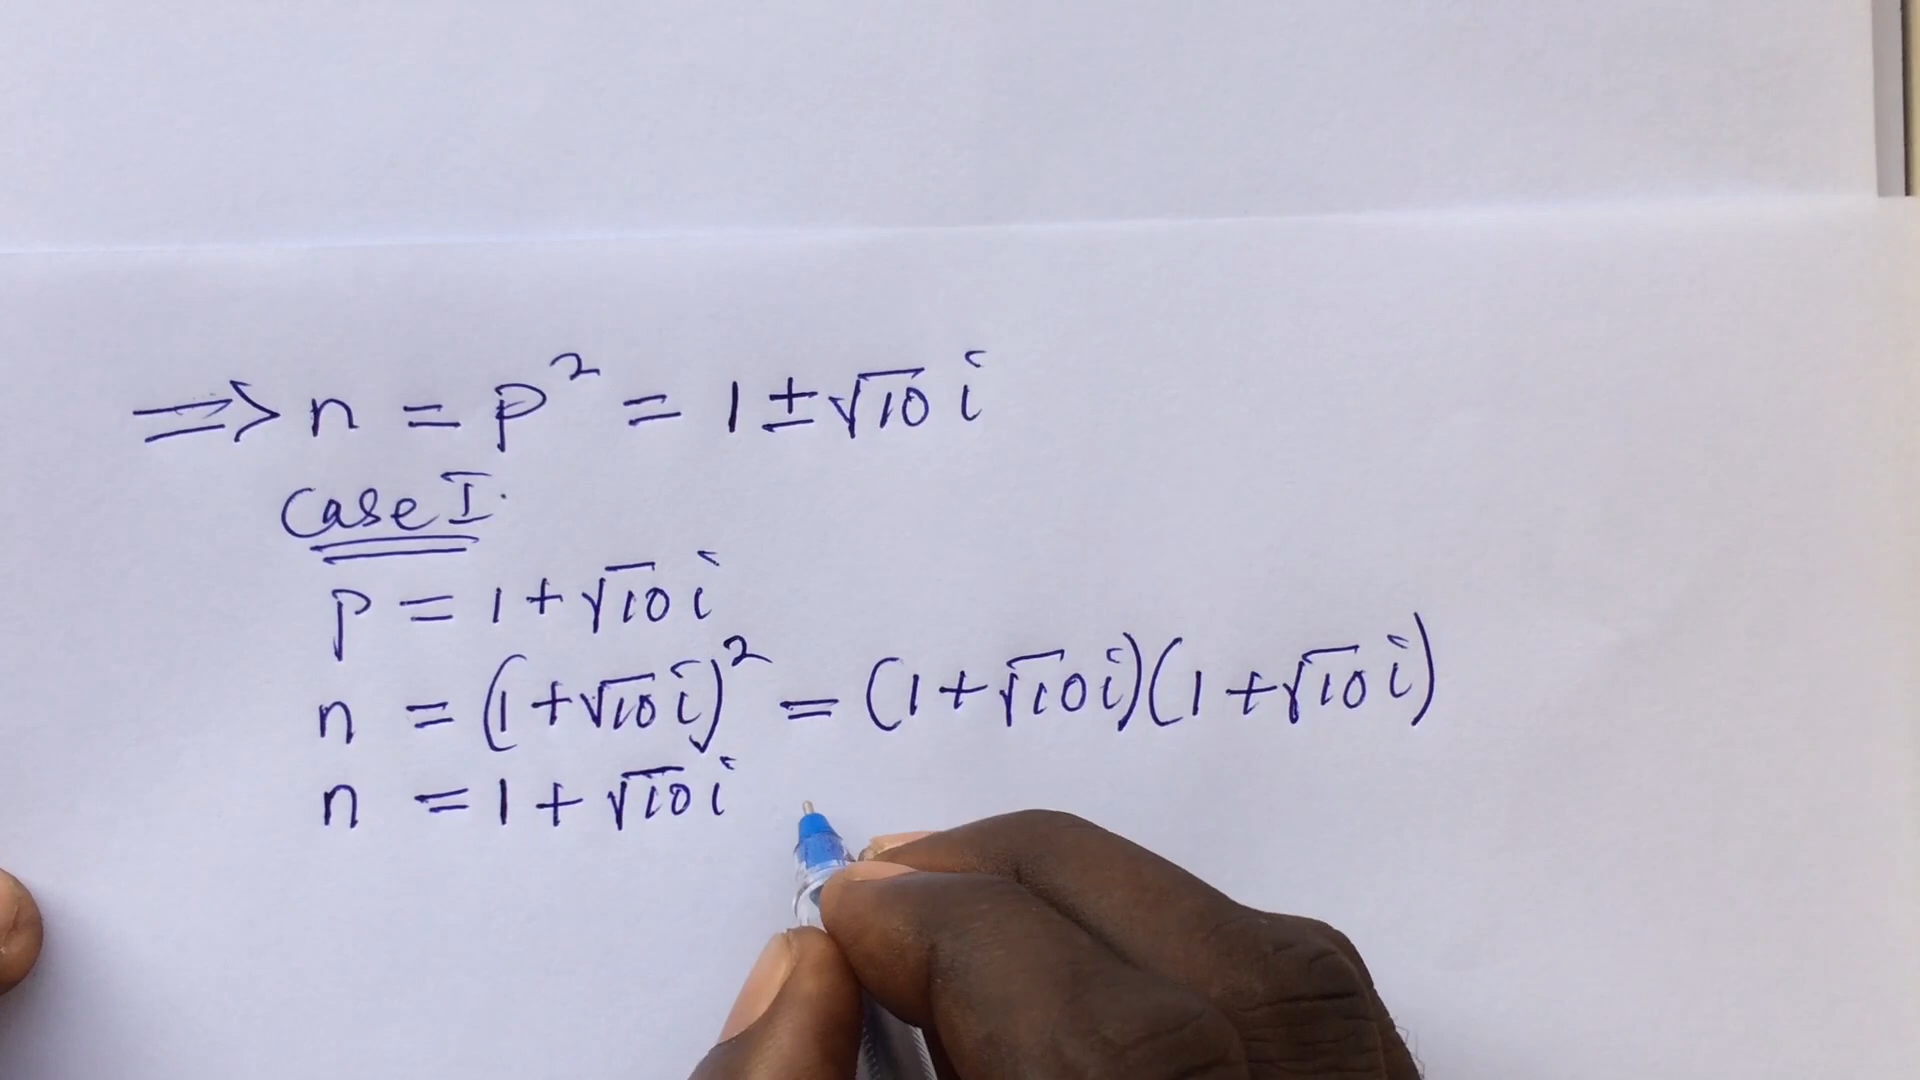 ⟹ n = p² = 1 ± √10 i
Case I.
p = 1 + √10 i
n = (1 + √10 i)² = (1 + √10 i)(1 + √10 i)
n = 1 + √10 i